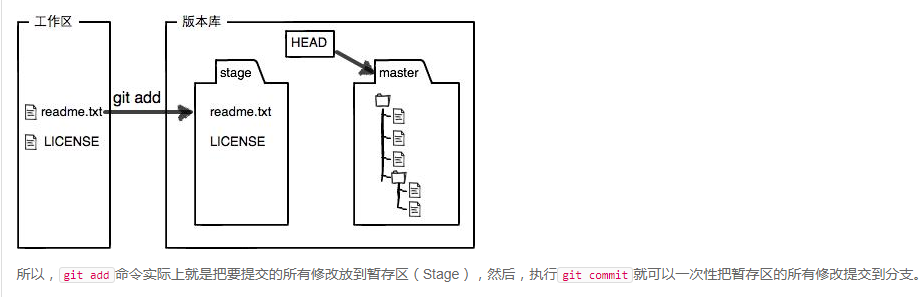 工作区
版本库
HEAD
stage
master
git add
readme.txt
readme.txt
LICENSE
LICENSE
所以，git add命令实际上就是把要提交的所有修改放到暂存区（Stage），然后，执行git commit就可以一次性把暂存区的所有修改提交到分支。